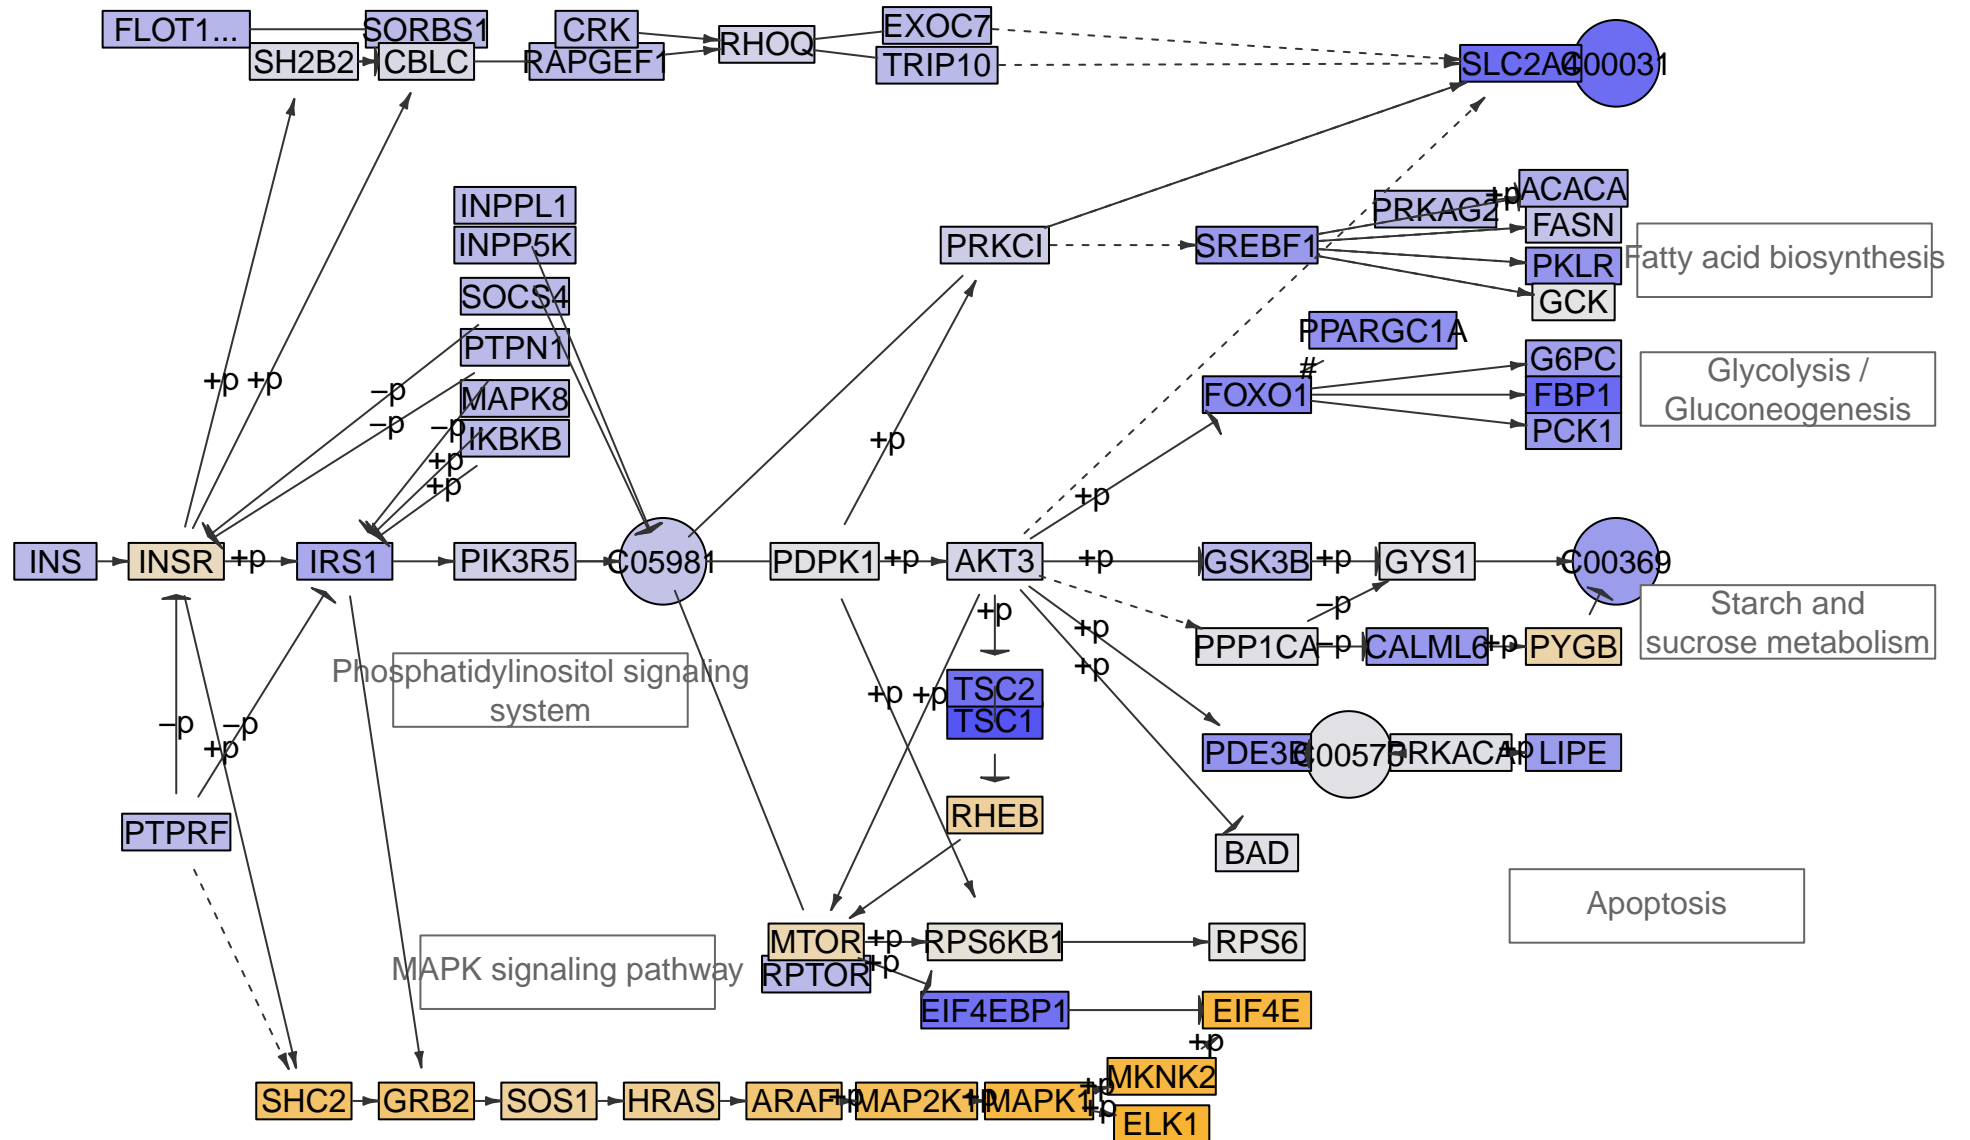 FLOT1...
SORBS1
CRK
EXOC7
SH2B2
CBLC
RAPGEF1
RHOQ
TRIP10
SLC2A4
C00031
INPPL1
INPP5K
SOCS4
PTPN1
MAPK8
IKBKB
PRKCI
SREBF1
PRKAG2
+p
ACACA
FASN
PKLR
GCK
Fatty acid biosynthesis
PPARGC1A
#
FOXO1
G6PC
FBP1
PCK1
Glycolysis /
Gluconeogenesis
+p
+p
−p
−p
−p
+p
+p
+p
+p
INS
INSR
+p
IRS1
PIK3R5
C05981
PDPK1
+p
AKT3
+p
GSK3B
+p
GYS1
C00369
−p
+p
+p
+p
PPP1CA
−p
CALML6
+p
PYGB
Starch and
sucrose metabolism
Phosphatidylinositol signaling
system
−p
+p
−p
+p
+p
TSC2
TSC1
PDE3B
C00575
PRKACA
+p
LIPE
PTPRF
RHEB
BAD
Apoptosis
MAPK signaling pathway
MTOR
+p
RPS6KB1
RPS6
RPTOR
+p
EIF4EBP1
EIF4E
+p
SHC2
GRB2
SOS1
HRAS
ARAF
+p
MAP2K1
+p
MAPK1
+p
+p
MKNK2
ELK1